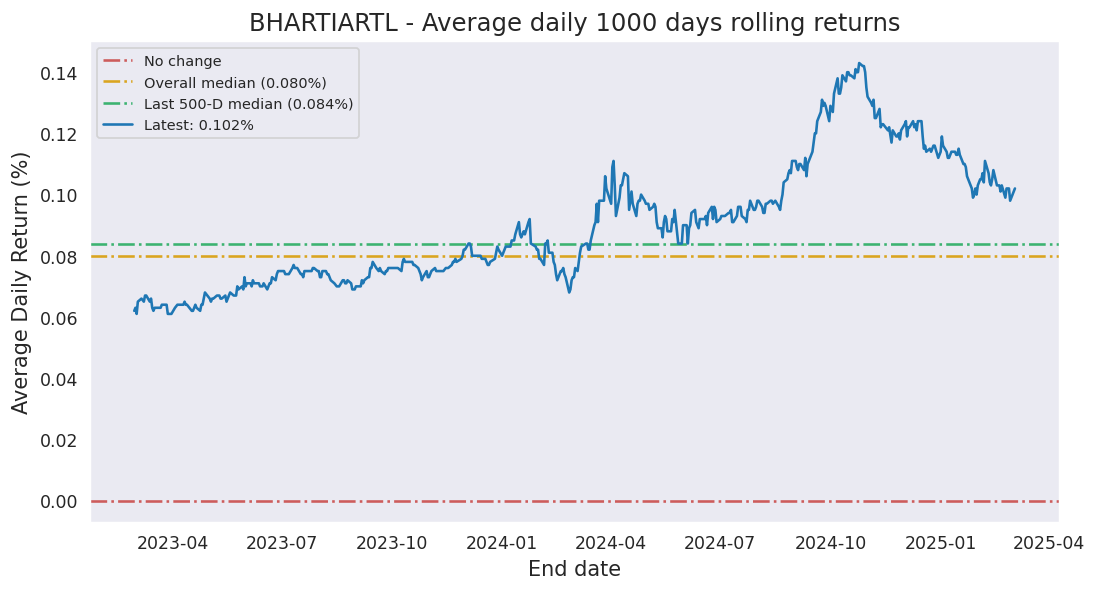 BHARTIARTL - Average daily 1000 days rolling returns
No change
Overall median (0.080%)
Last 500-D median (0.084%)
Latest: 0.102%
Average Daily Return (%)
0.14
0.12
0.10
0.08
0.06
0.04
0.02
0.00
2023-04 2023-07 2023-10 2024-01 2024-04 2024-07 2024-10 2025-01 2025-04
End date